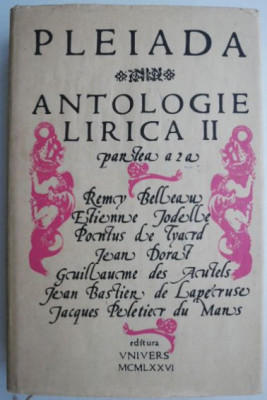 PLEIADA
ANTOLOGIE
LIRICA II
partea a 2 a
Remy Belleau
Etienne Jodelle
Pontus de Tyard
Jean Dorat
Guillaume des Autels
Jean Bastien de Lapéruse
Jacques Peletier du Mans
editura
VNIVERS
MCMLXXVI